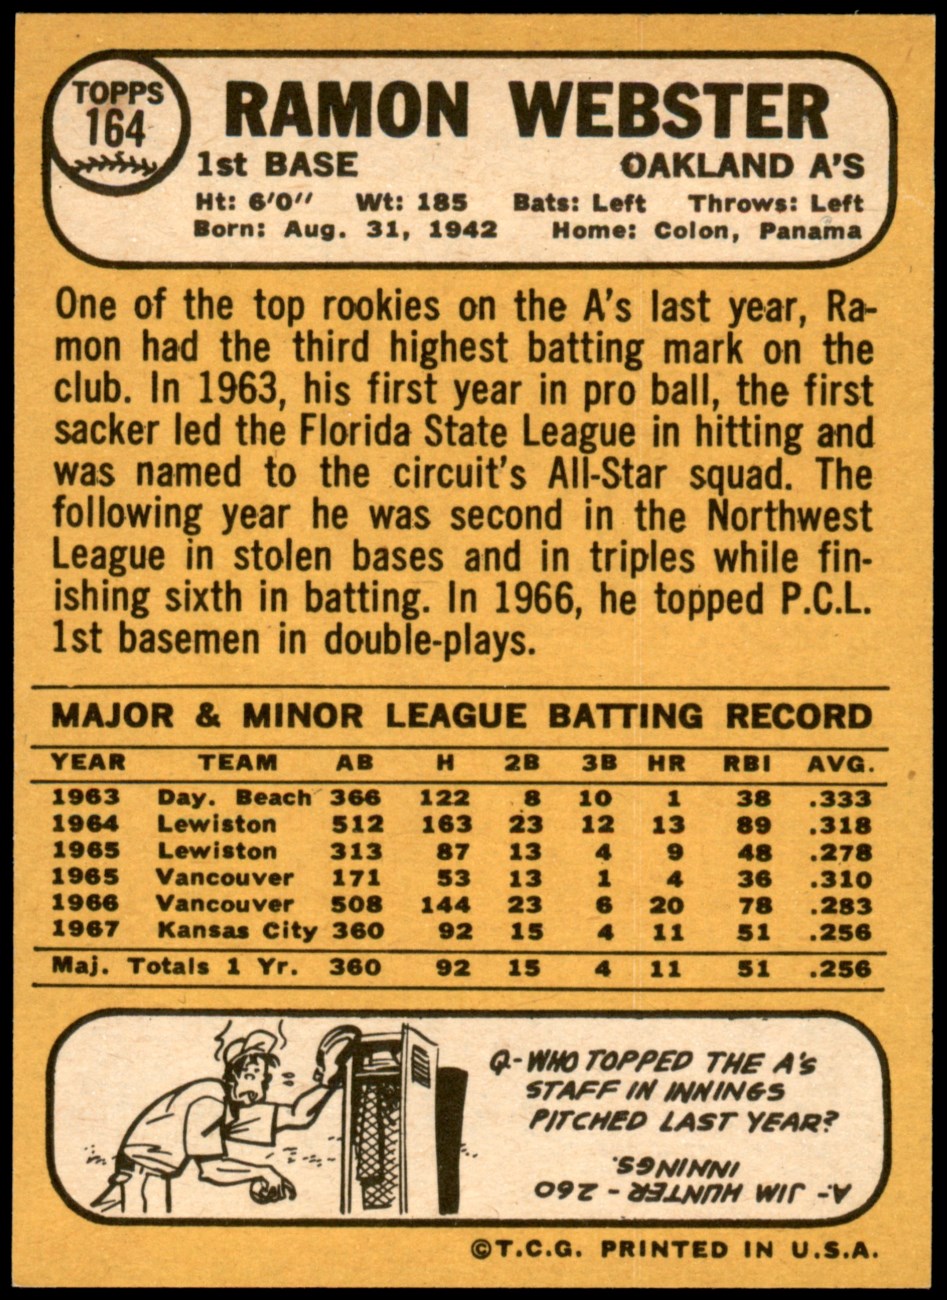 TOPPS
164
RAMON WEBSTER
1st BASE OAKLAND A'S
Ht: 6'0" Wt: 185 Bats: Left Throws: Left
Born: Aug. 31, 1942 Home: Colon, Panama
One of the top rookies on the A's last year, Ra-
mon had the third highest batting mark on the
club. In 1963, his first year in pro ball, the first
sacker led the Florida State League in hitting and
was named to the circuit's All-Star squad. The
following year he was second in the Northwest
League in stolen bases and in triples while fin-
ishing sixth in batting. In 1966, he topped P.C.L.
1st basemen in double-plays.
MAJOR & MINOR LEAGUE BATTING RECORD
YEAR TEAM AB H 2B 3B HR RBI AVG.
1963 Day. Beach 366 122 8 10 1 38 .333
1964 Lewiston 512 163 23 12 13 89 .318
1965 Lewiston 313 87 13 4 9 48 .278
1965 Vancouver 171 53 13 1 4 36 .310
1966 Vancouver 508 144 23 6 20 78 .283
1967 Kansas City 360 92 15 4 11 51 .256
Maj. Totals 1 Yr. 360 92 15 4 11 51 .256
Q- WHO TOPPED THE A's
STAFF IN INNINGS
PITCHED LAST YEAR?
A- JIM HUNTER - 260
INNINGS.
©T.C.G. PRINTED IN U.S.A.